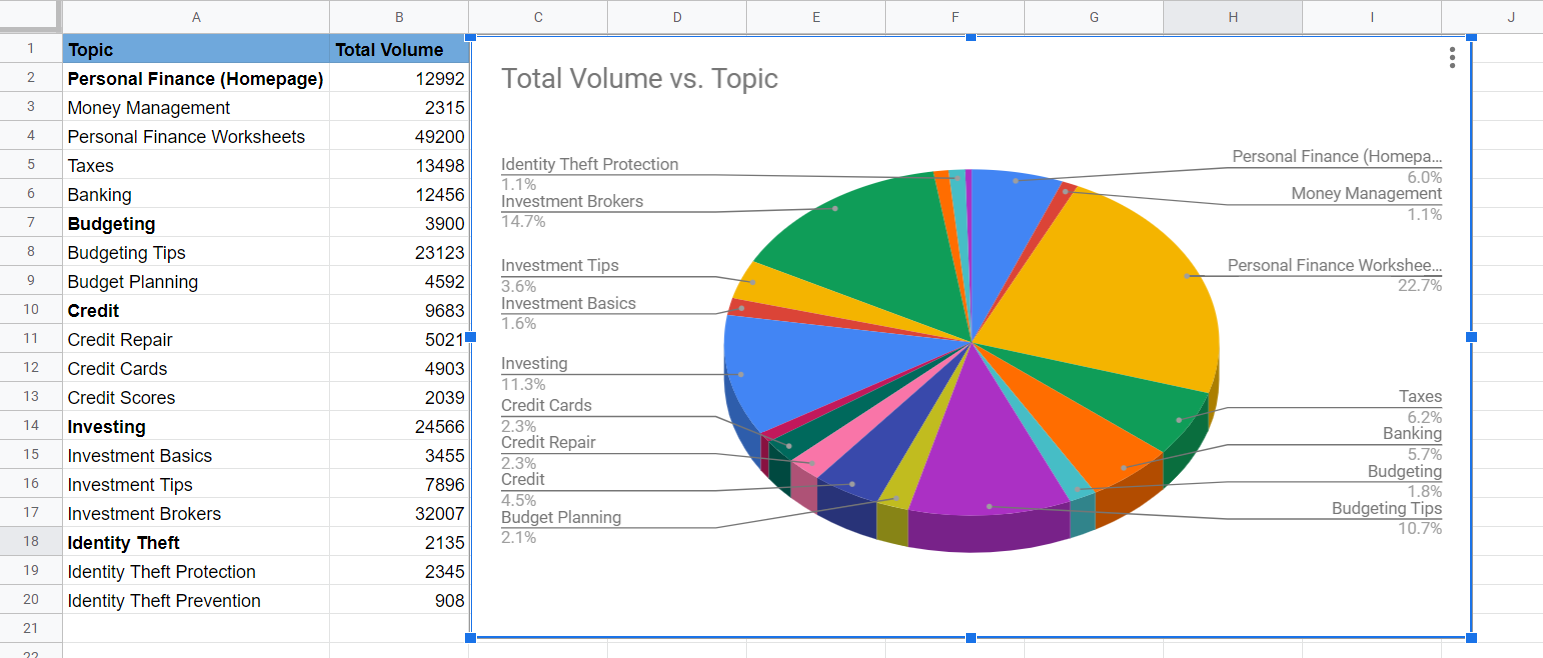 A B C D E F G H I J
1 Topic Total Volume
2 Personal Finance (Homepage) 12992
3 Money Management 2315
4 Personal Finance Worksheets 49200
5 Taxes 13498
6 Banking 12456
7 Budgeting 3900
8 Budgeting Tips 23123
9 Budget Planning 4592
10 Credit 9683
11 Credit Repair 5021
12 Credit Cards 4903
13 Credit Scores 2039
14 Investing 24566
15 Investment Basics 3455
16 Investment Tips 7896
17 Investment Brokers 32007
18 Identity Theft 2135
19 Identity Theft Protection 2345
20 Identity Theft Prevention 908
21
22
Total Volume vs. Topic
Identity Theft Protection
1.1%
Investment Brokers
14.7%
Investment Tips
3.6%
Investment Basics
1.6%
Investing
11.3%
Credit Cards
2.3%
Credit Repair
2.3%
Credit
4.5%
Budget Planning
2.1%
Personal Finance (Homepa...
6.0%
Money Management
1.1%
Personal Finance Workshee...
22.7%
Taxes
6.2%
Banking
5.7%
Budgeting
1.8%
Budgeting Tips
10.7%